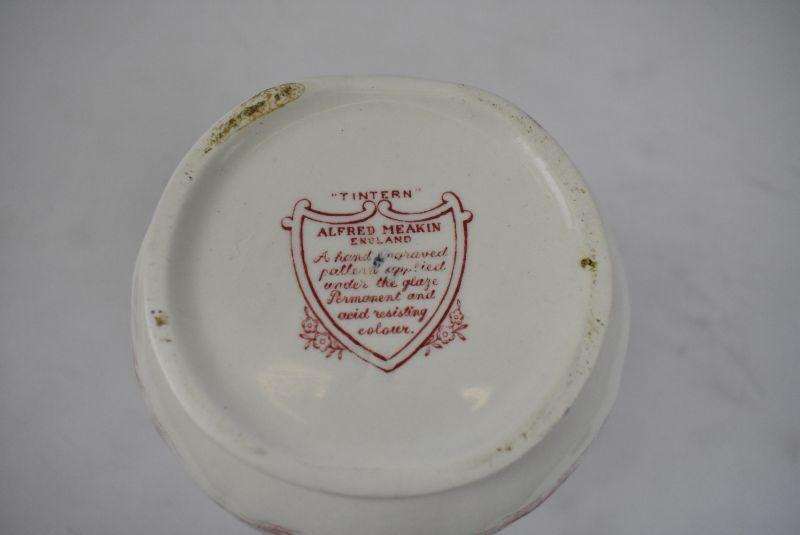 "TINTERN"
ALFRED MEAKIN
ENGLAND
A hand engraved
pattern applied
under the glaze
Permanent and
acid resisting
colour.